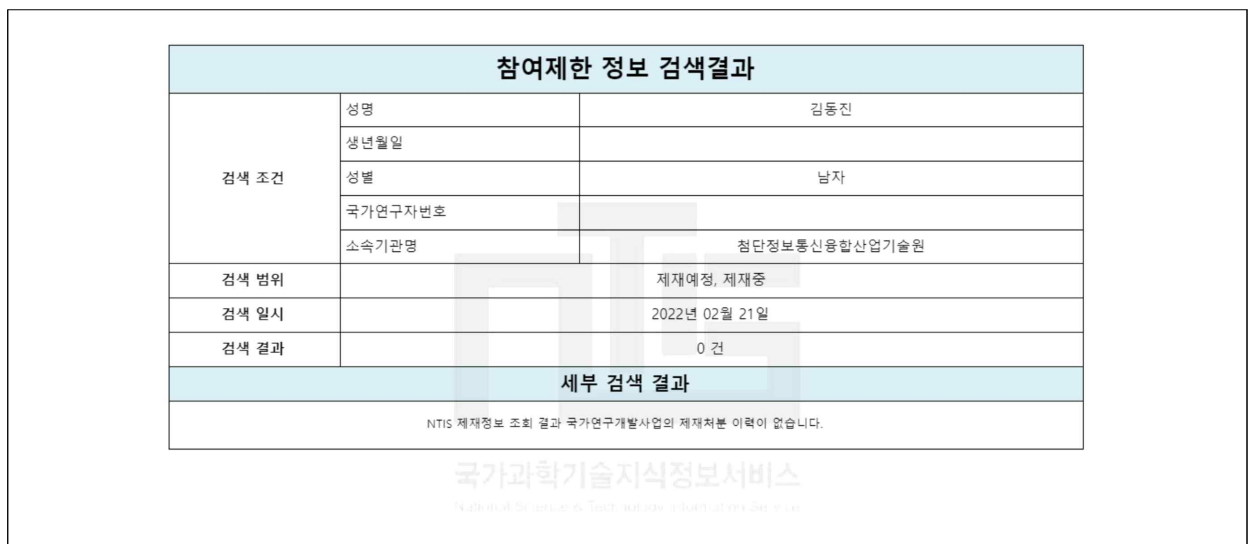 참여제한 정보 검색결과
검색 조건
성명 김동진
생년월일
성별 남자
국가연구자번호
소속기관명 첨단정보통신융합산업기술원
검색 범위 제재예정, 제재중
검색 일시 2022년 02월 21일
검색 결과 0 건
세부 검색 결과
NTIS 제재정보 조회 결과 국가연구개발사업의 제재처분 이력이 없습니다.
NTIS
국가과학기술지식정보서비스
National Science & Technology Information Service